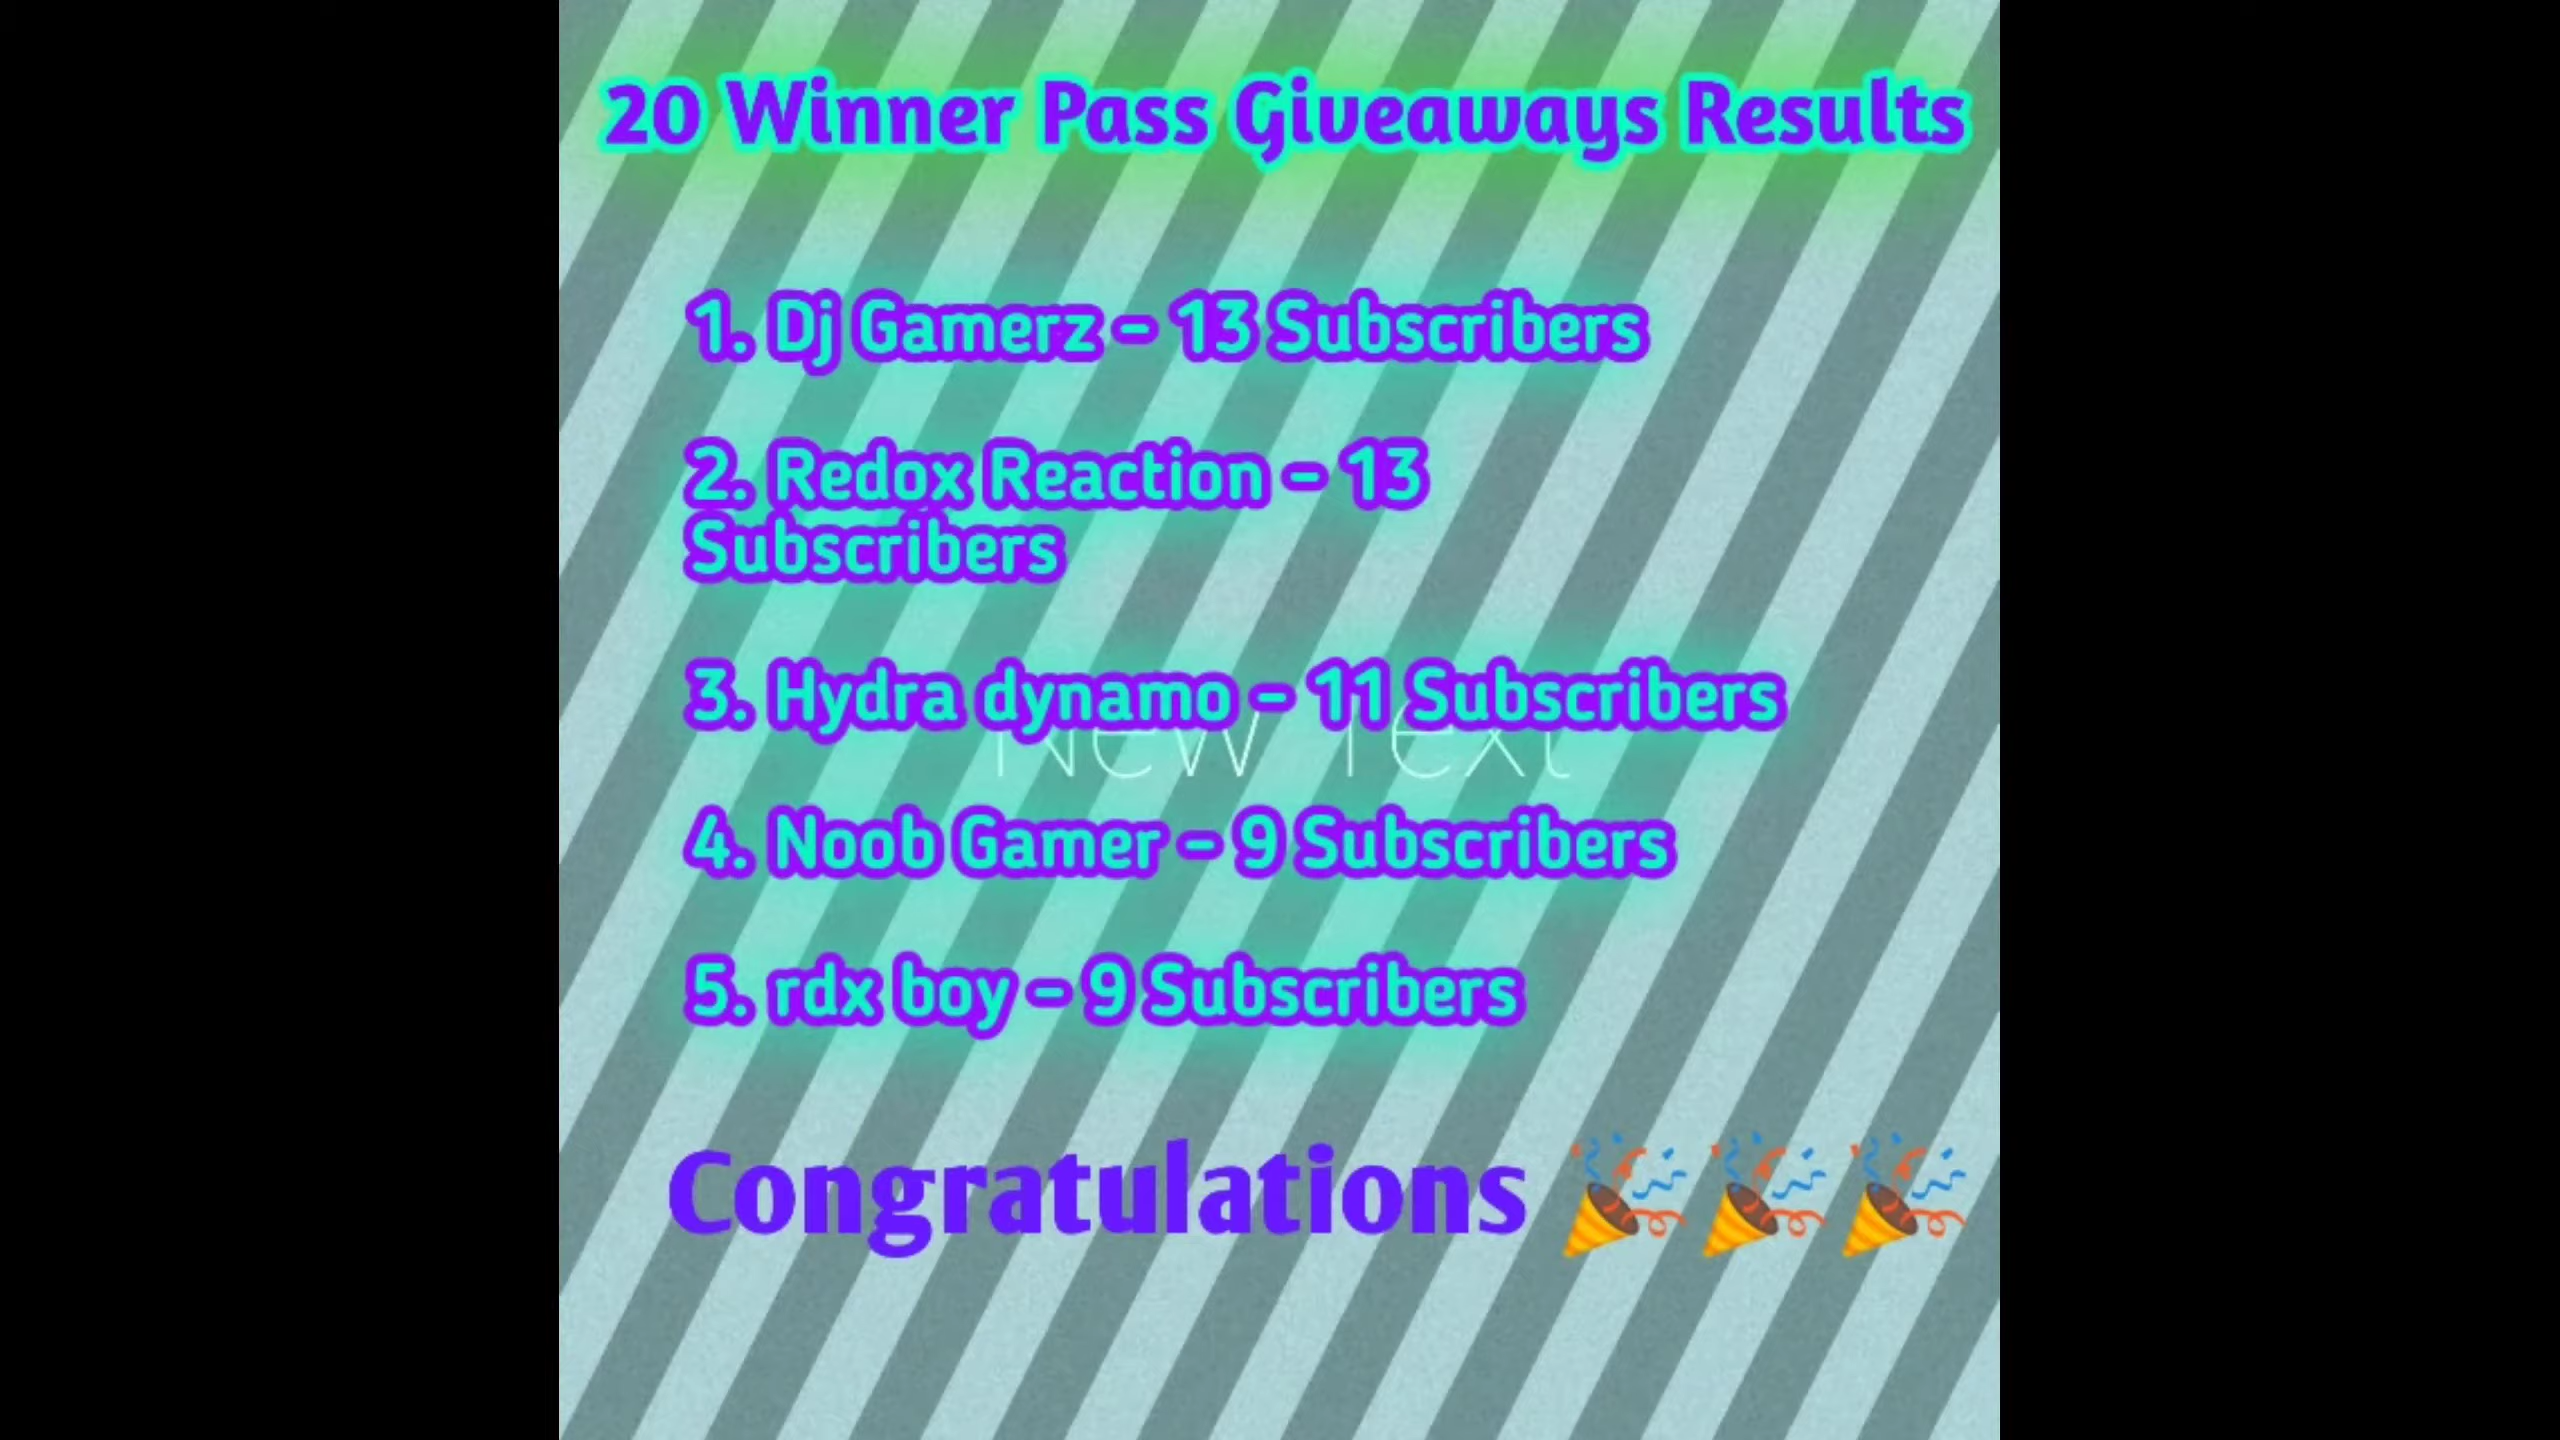 20 Winner Pass Giveaways Results
1. Dj Gamerz - 13 Subscribers
2. Redox Reaction - 13
Subscribers
3. Hydra dynamo - 11 Subscribers
New Text
4. Noob Gamer - 9 Subscribers
5. rdx boy - 9 Subscribers
Congratulations 🎉🎉🎉